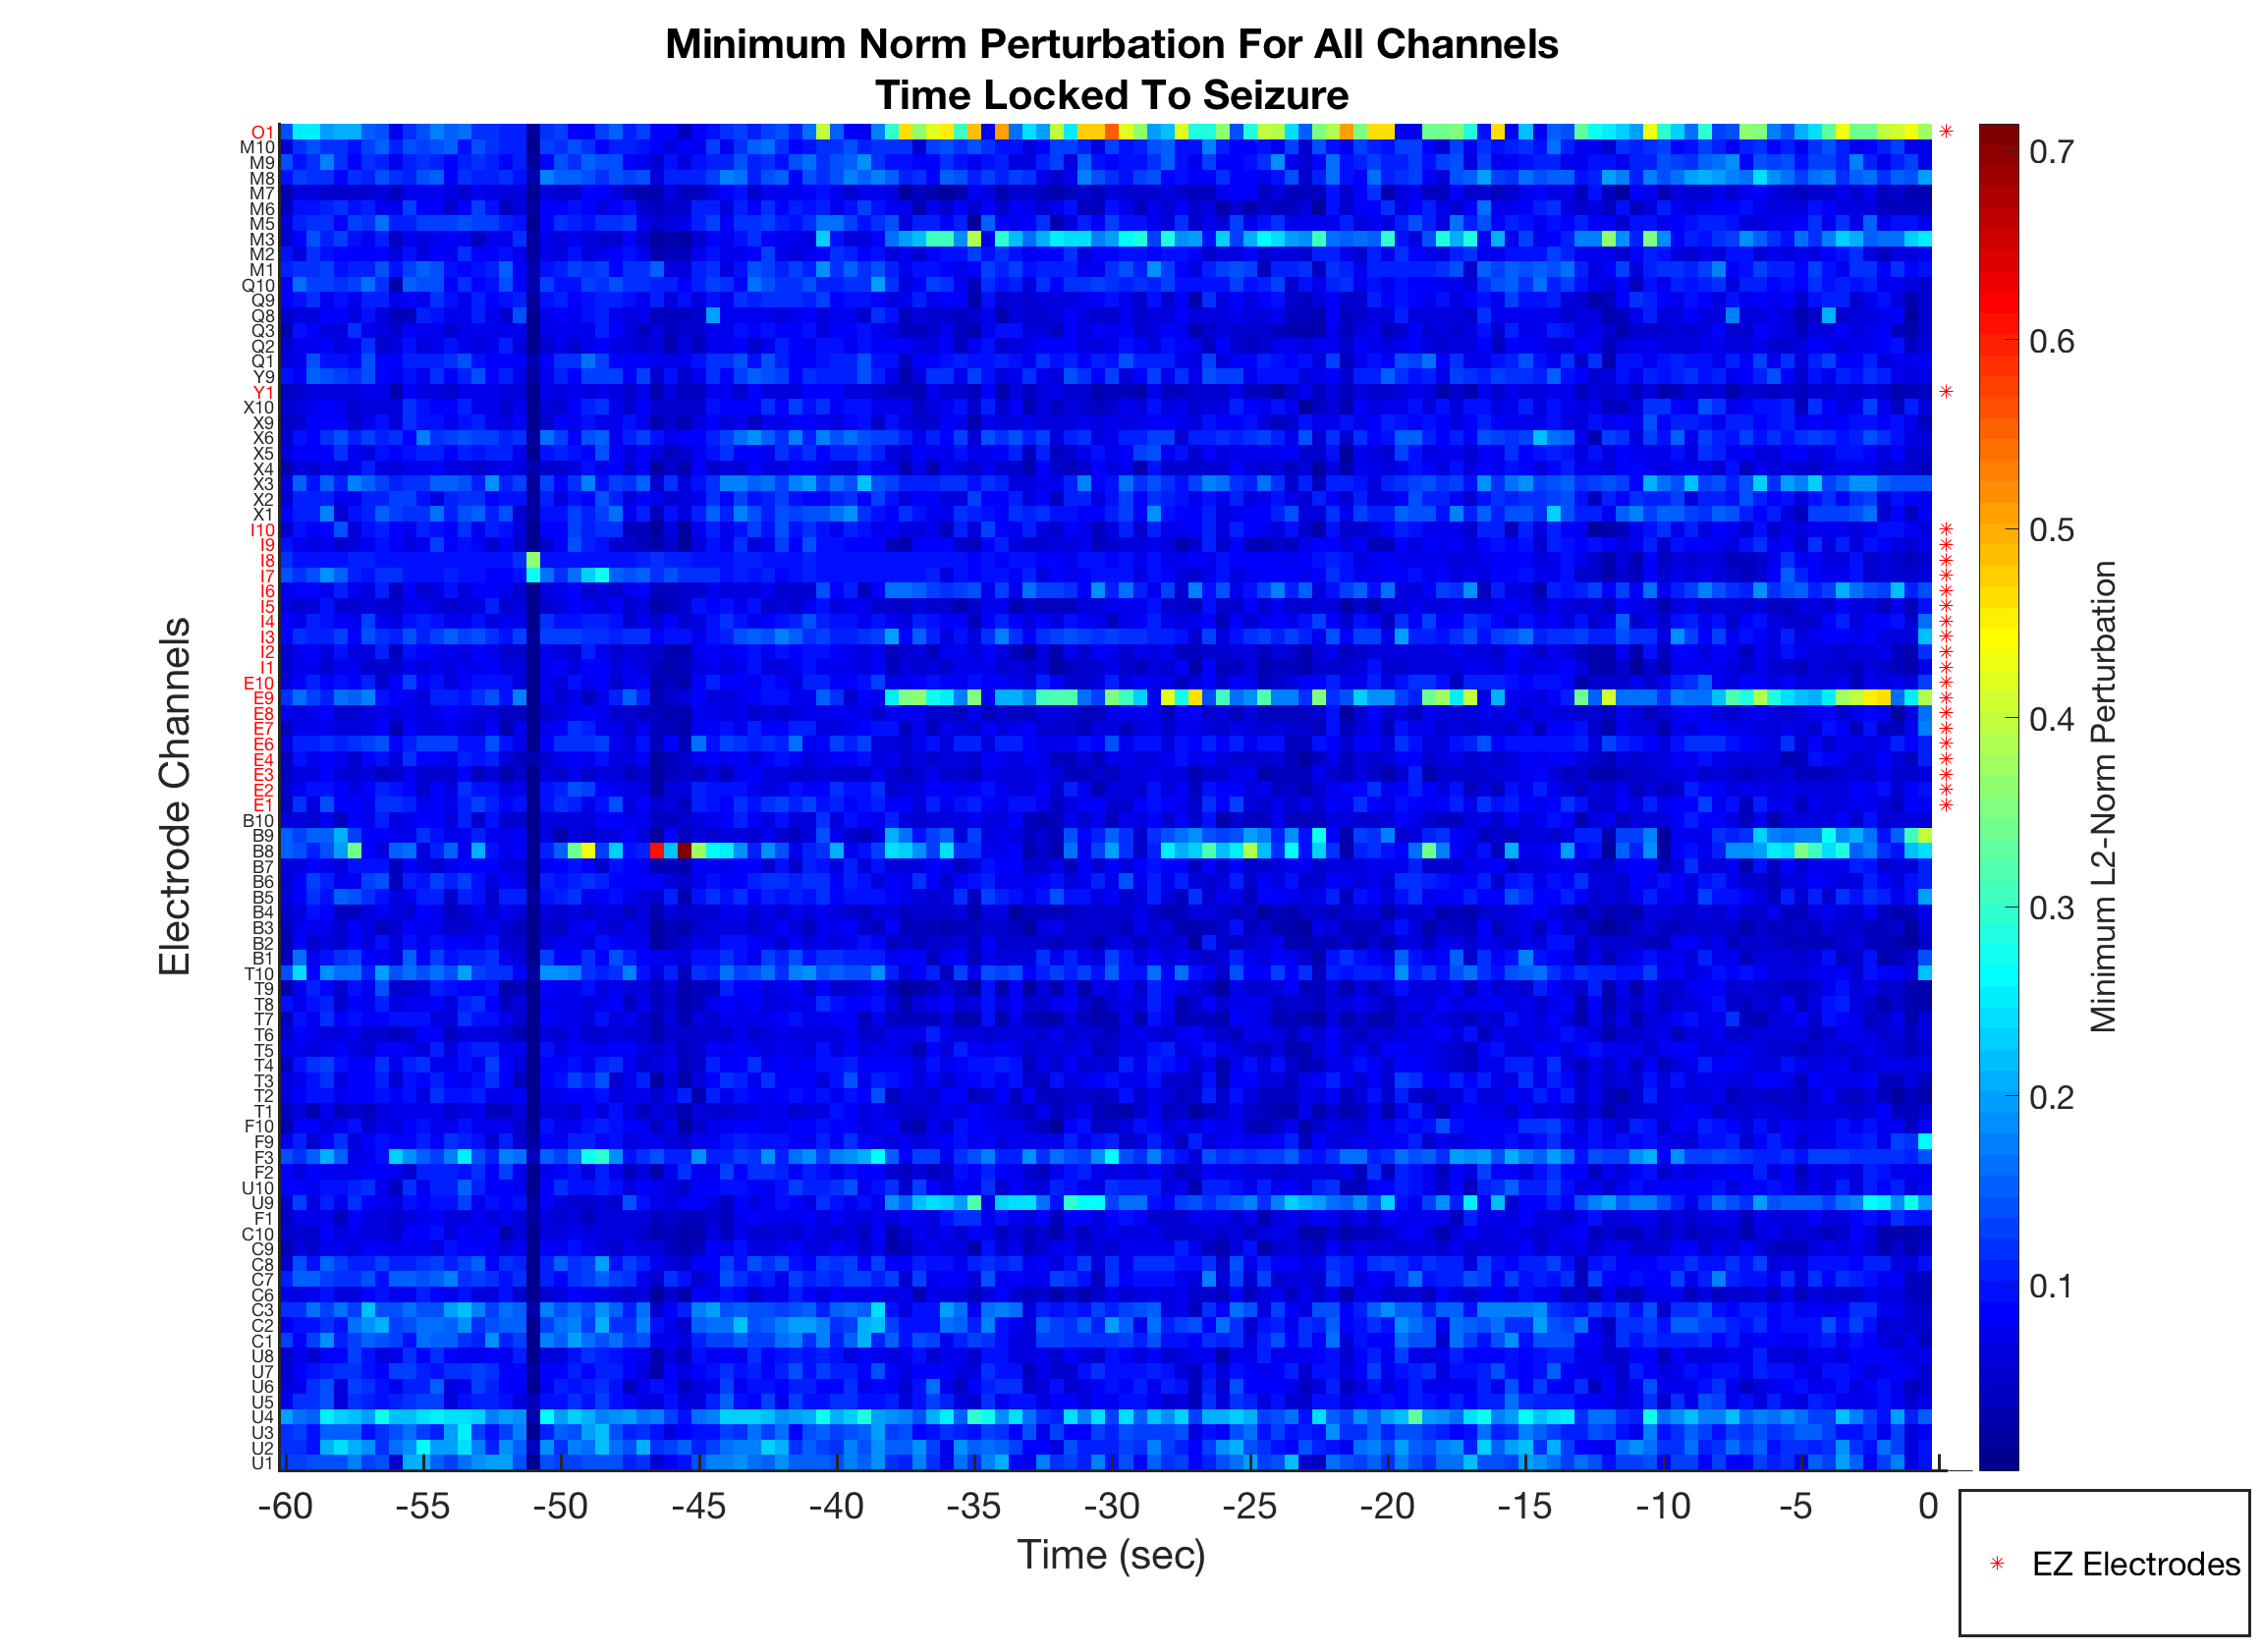 Minimum Norm Perturbation For All Channels
Time Locked To Seizure
Electrode Channels
O1
M10
M9
M8
M7
M6
M5
M3
M2
M1
Q10
Q9
Q8
Q3
Q2
Q1
Y9
Y1
X10
X9
X6
X5
X4
X3
X2
X1
I10
I9
I8
I7
I6
I5
I4
I3
I2
I1
E10
E9
E8
E7
E6
E4
E3
E2
E1
B10
B9
B8
B7
B6
B5
B4
B3
B2
B1
T10
T9
T8
T7
T6
T5
T4
T3
T2
T1
F10
F9
F3
F2
U10
U9
F1
C10
C9
C8
C7
C6
C3
C2
C1
U8
U7
U6
U5
U4
U3
U2
U1
-60 -55 -50 -45 -40 -35 -30 -25 -20 -15 -10 -5 0
Time (sec)
0.7
0.6
0.5
0.4
0.3
0.2
0.1
Minimum L2-Norm Perturbation
EZ Electrodes